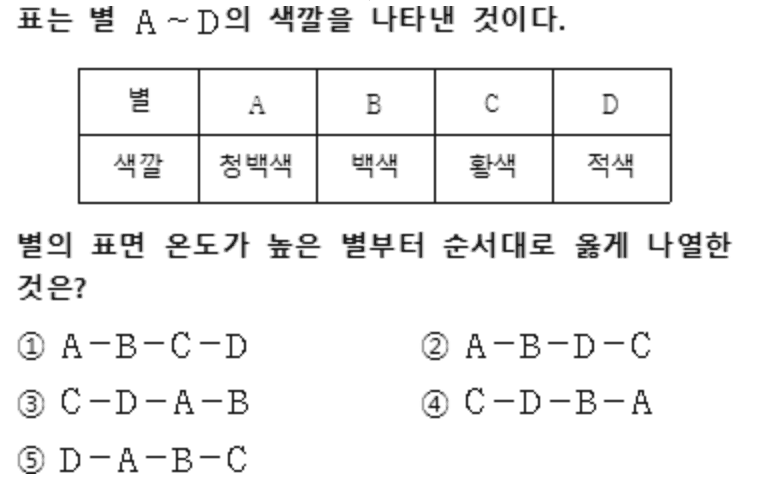 표는 별 A ~ D의 색깔을 나타낸 것이다.
별 A B C D
색깔 청백색 백색 황색 적색
별의 표면 온도가 높은 별부터 순서대로 옳게 나열한
것은?
① A-B-C-D ② A-B-D-C
③ C-D-A-B ④ C-D-B-A
⑤ D-A-B-C